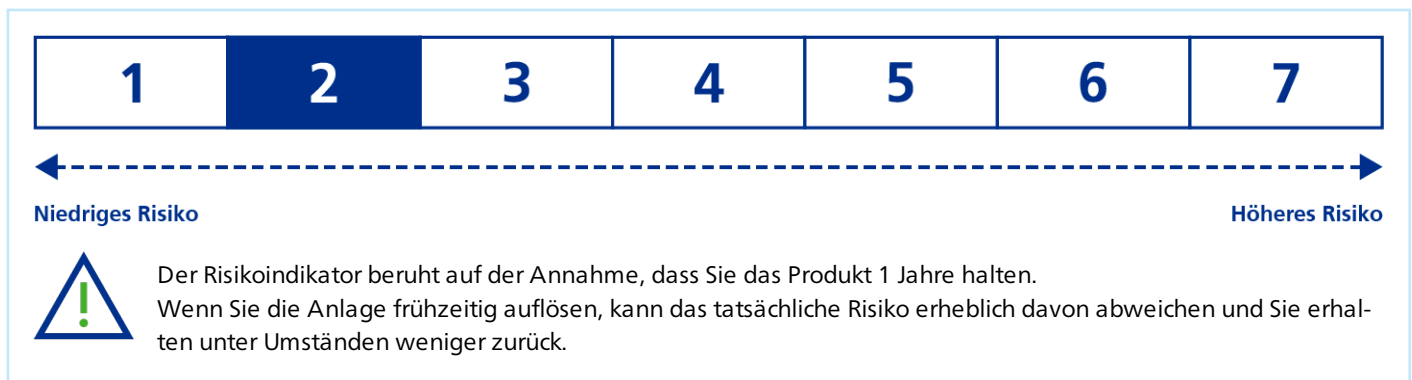 1 2 3 4 5 6 7
Niedriges Risiko Höheres Risiko
Der Risikoindikator beruht auf der Annahme, dass Sie das Produkt 1 Jahre halten.
Wenn Sie die Anlage frühzeitig auflösen, kann das tatsächliche Risiko erheblich davon abweichen und Sie erhal-
ten unter Umständen weniger zurück.